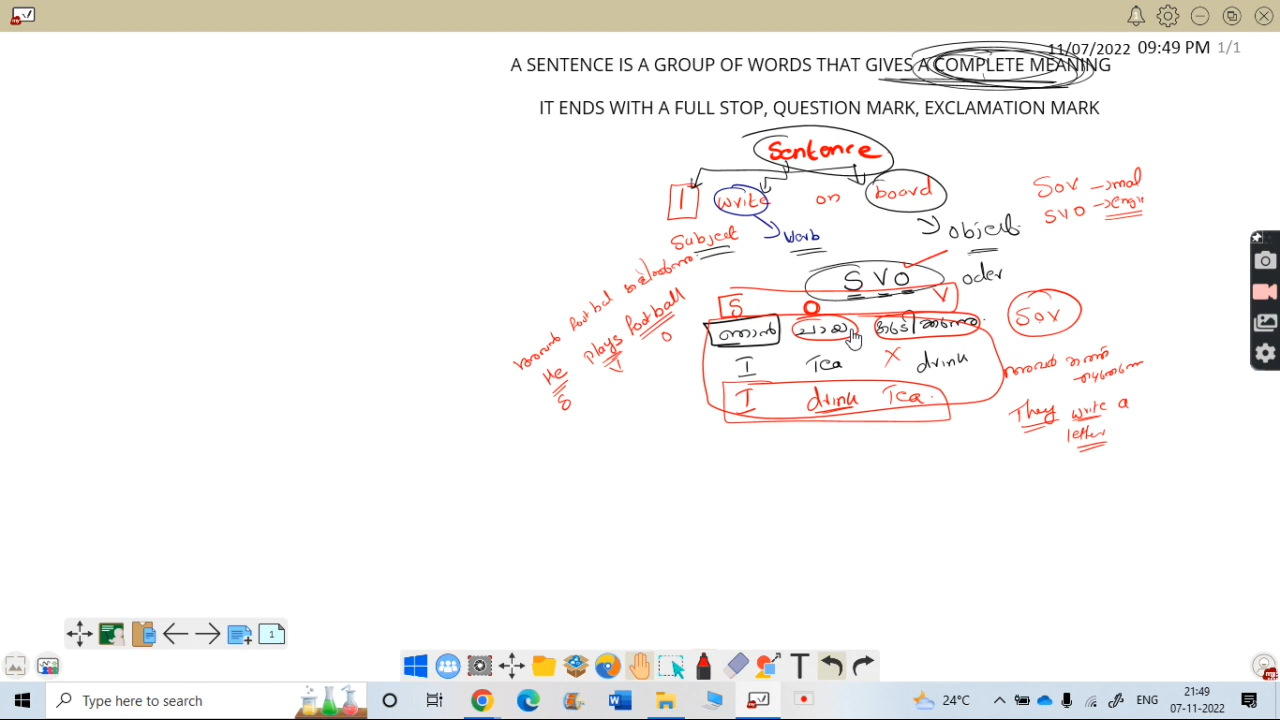 11/07/2022 09:49 PM 1/1
A SENTENCE IS A GROUP OF WORDS THAT GIVES A COMPLETE MEANING
IT ENDS WITH A FULL STOP, QUESTION MARK, EXCLAMATION MARK
Sentence
I write on board
SOV → mal
SVO → eng
Subject
Verb
Object
S V O oder
S O V
SOV
ഞാൻ ചായ
I Tea X drink
I drink Tea.
He plays football
S V O
They write a
letter
1
Type here to search
24°C
ENG
21:49
07-11-2022